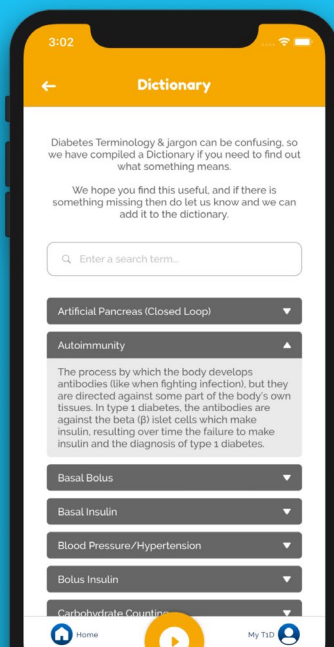 3:02
Dictionary
Diabetes Terminology & jargon can be confusing, so
we have compiled a Dictionary if you need to find out
what something means.
We hope you find this useful, and if there is
something missing then do let us know and we can
add it to the dictionary.
Enter a search term...
Artificial Pancreas (Closed Loop)
Autoimmunity
The process by which the body develops
antibodies (like when fighting infection), but they
are directed against some part of the body's own
tissues. In type 1 diabetes, the antibodies are
against the beta (β) islet cells which make
insulin, resulting over time the failure to make
insulin and the diagnosis of type 1 diabetes.
Basal Bolus
Basal Insulin
Blood Pressure/Hypertension
Bolus Insulin
Carbohydrate Counting
Home
My T1D